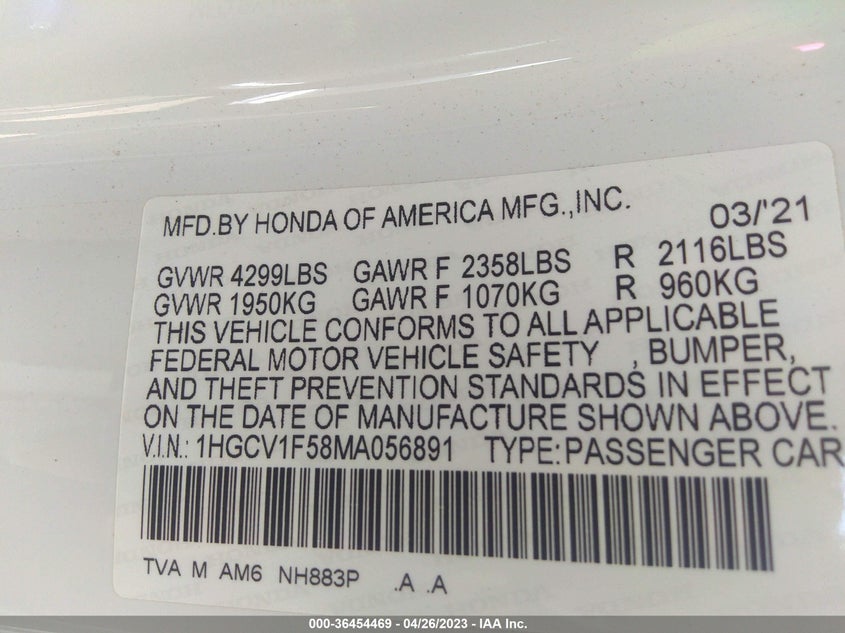 MFD.BY HONDA OF AMERICA MFG.,INC. 03/'21
GVWR 4299LBS GAWR F 2358LBS R 2116LBS
GVWR 1950KG GAWR F 1070KG R 960KG
THIS VEHICLE CONFORMS TO ALL APPLICABLE
FEDERAL MOTOR VEHICLE SAFETY , BUMPER,
AND THEFT PREVENTION STANDARDS IN EFFECT
ON THE DATE OF MANUFACTURE SHOWN ABOVE.
V.I.N.: 1HGCV1F58MA056891 TYPE:PASSENGER CAR
TVA M AM6 NH883P .A .A
000-36454469 - 04/26/2023 - IAA Inc.